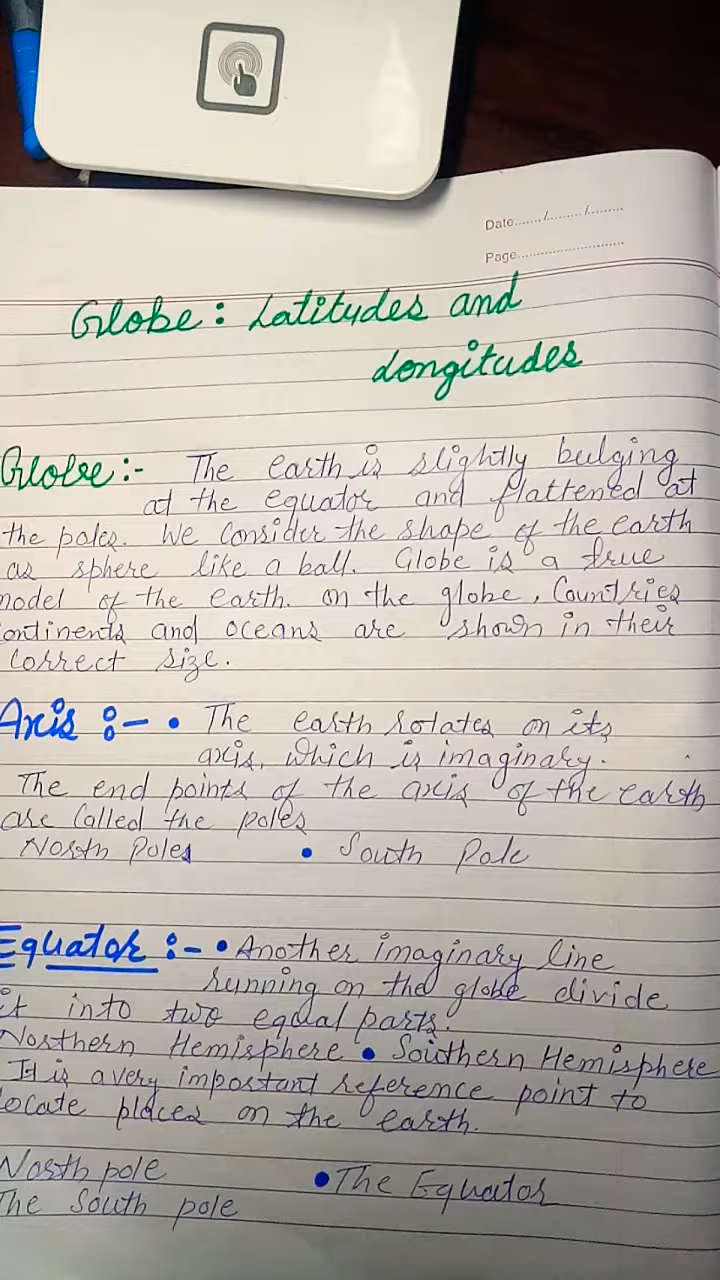 Date....../........./.........
Page............................
Globe: Latitudes and
Longitudes
Globe:- The earth is slightly bulging
at the equator and flattened at
the poles. We Consider the shape of the earth
as sphere like a ball. Globe is a true
model of the earth. on the globe, Countries
ontinents and oceans are shown in their
Correct size.
Axis :- • The earth rotates on its
axis, which is imaginary.
The end points of the axis of the earth
are Called the poles
North Poles • South Pole
Equator :- • Another imaginary line
running on the globe divide
it into two equal parts.
Northern Hemisphere • Soithern Hemisphere
It is a very important reference point to
locate places on the earth.
North pole • The Equator
The South pole